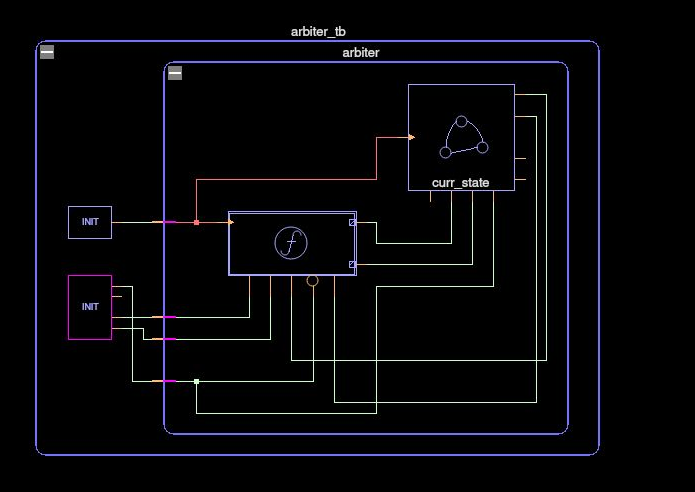 arbiter_tb
arbiter
curr_state
INIT
f
INIT